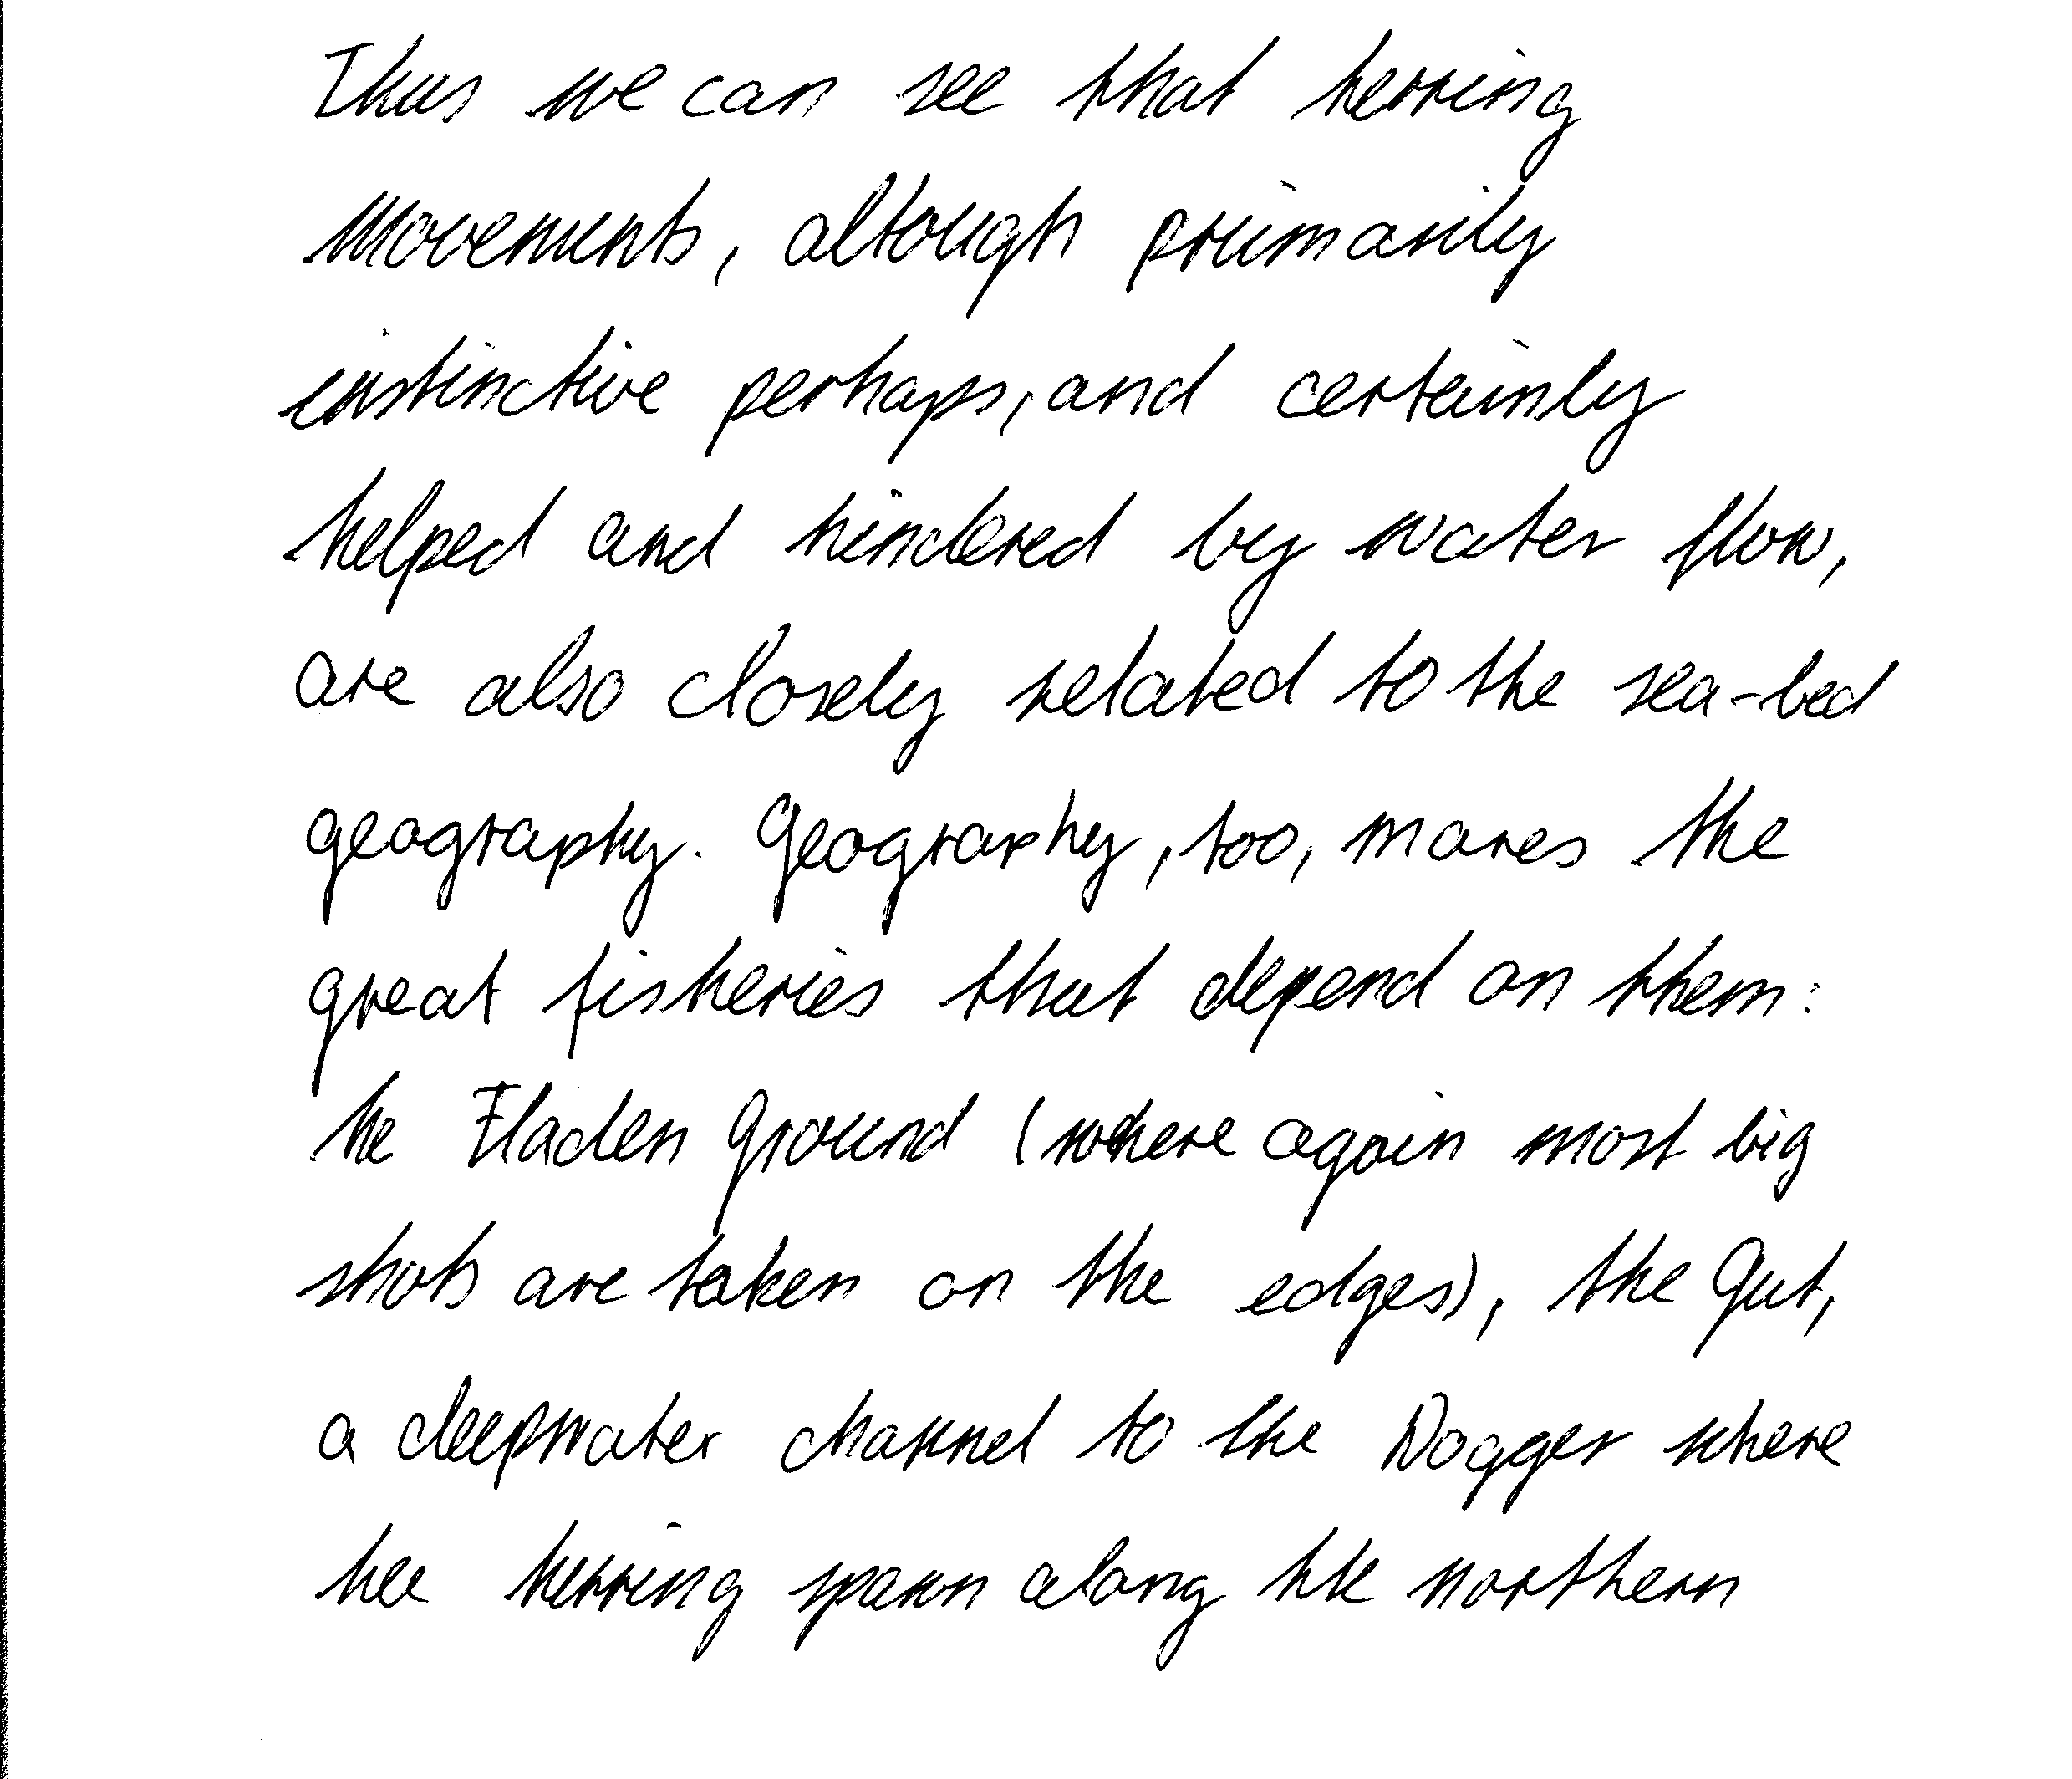 Thus we can see that herring
movements, altough primarily
instinctive perhaps, and certainly
helped and hindered by water flow,
are also closely related to the sea-bed
geography. Geography, too, makes the
great fisheries that depend on them:
he Fladen Ground (where again most big
shots are taken on the edges), the Gut,
a deepwater channel to the Dogger where
hee herring spawn along the northern